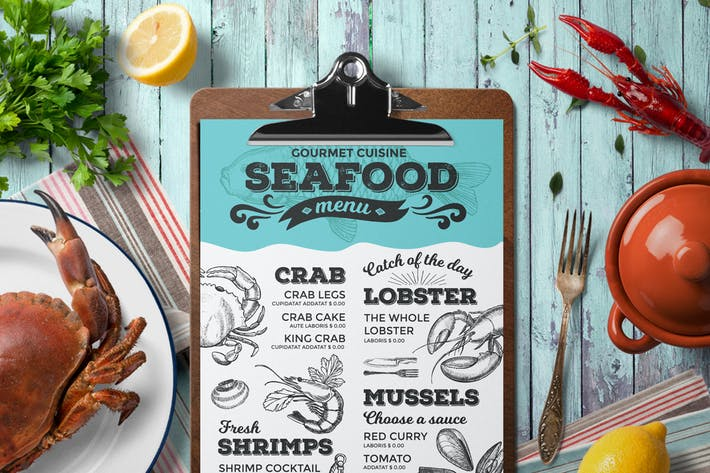 GOURMET CUISINE
SEAFOOD
menu
CRAB
CRAB LEGS
CUPIDATAT ADDATAT $ 0.00
CRAB CAKE
AUTE LABORIS $ 0.00
KING CRAB
CUPIDATAT ADDATAT $ 0.00
Fresh
SHRIMPS
SHRIMP COCKTAIL
Catch of the day
LOBSTER
THE WHOLE
LOBSTER
LABORIS $ 0.00
MUSSELS
Choose a sauce
RED CURRY
LABORIS $ 0.00
TOMATO
CUPIDATAT ADDATAT $ 0.00